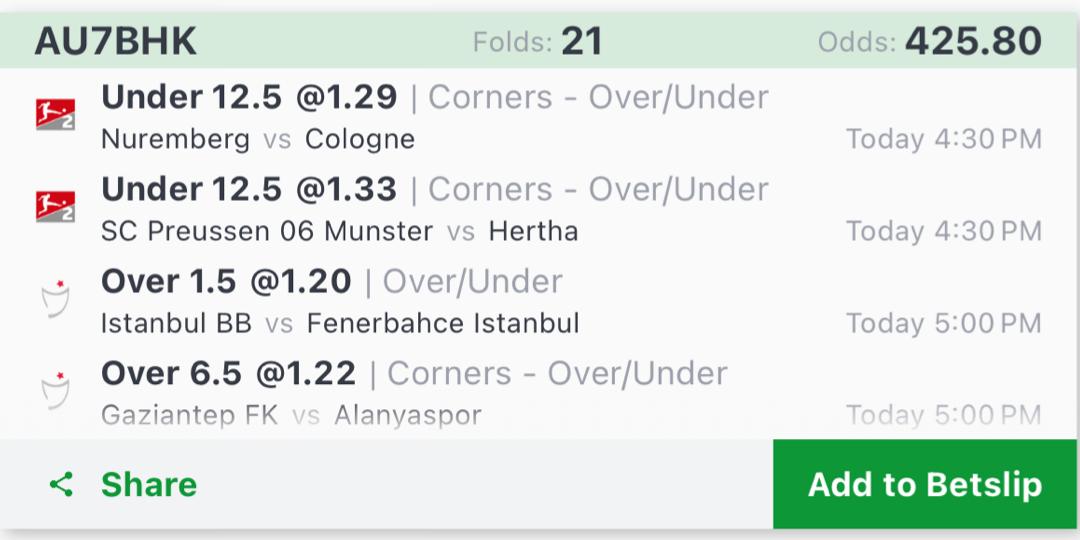 AU7BHK Folds: 21 Odds: 425.80
Under 12.5 @1.29 | Corners - Over/Under
Nuremberg vs Cologne Today 4:30 PM
Under 12.5 @1.33 | Corners - Over/Under
SC Preussen 06 Munster vs Hertha Today 4:30 PM
Over 1.5 @1.20 | Over/Under
Istanbul BB vs Fenerbahce Istanbul Today 5:00 PM
Over 6.5 @1.22 | Corners - Over/Under
Gaziantep FK vs Alanyaspor Today 5:00 PM
Share Add to Betslip